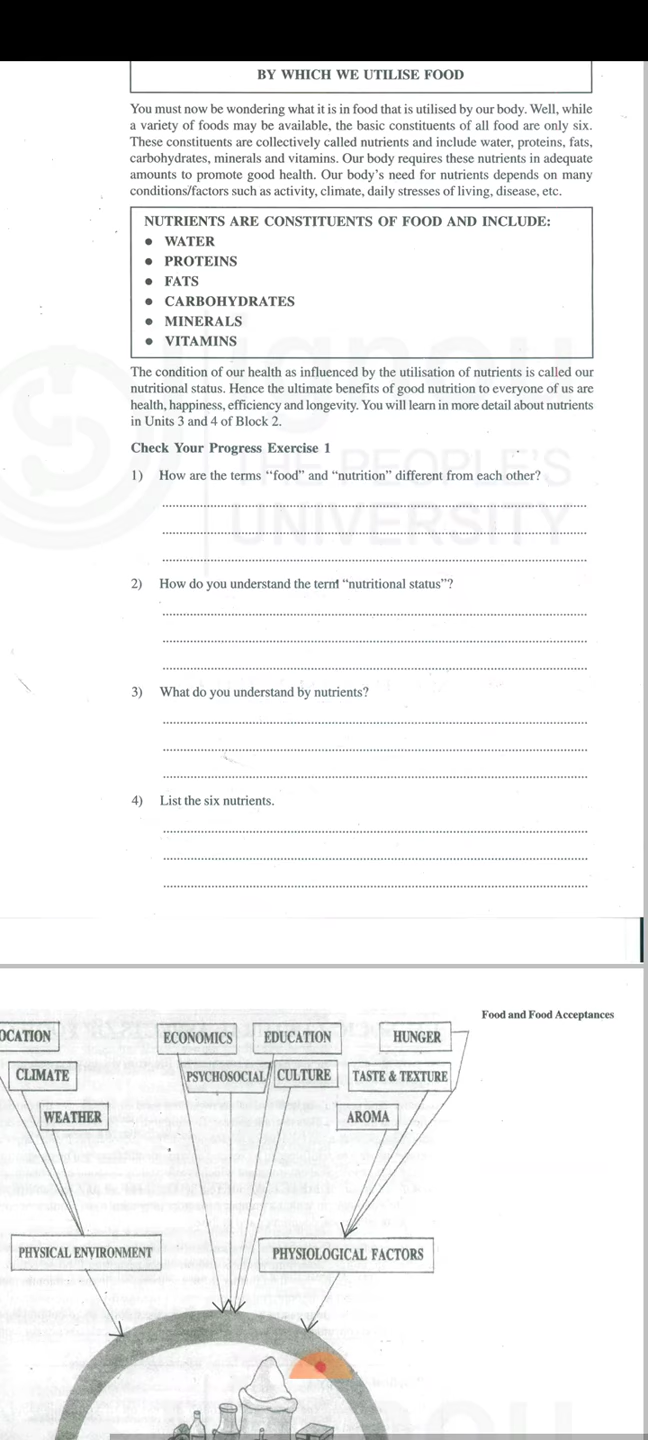 BY WHICH WE UTILISE FOOD
You must now be wondering what it is in food that is utilised by our body. Well, while
a variety of foods may be available, the basic constituents of all food are only six.
These constituents are collectively called nutrients and include water, proteins, fats,
carbohydrates, minerals and vitamins. Our body requires these nutrients in adequate
amounts to promote good health. Our body's need for nutrients depends on many
conditions/factors such as activity, climate, daily stresses of living, disease, etc.
NUTRIENTS ARE CONSTITUENTS OF FOOD AND INCLUDE:
● WATER
● PROTEINS
● FATS
● CARBOHYDRATES
● MINERALS
● VITAMINS
The condition of our health as influenced by the utilisation of nutrients is called our
nutritional status. Hence the ultimate benefits of good nutrition to everyone of us are
health, happiness, efficiency and longevity. You will learn in more detail about nutrients
in Units 3 and 4 of Block 2.
Check Your Progress Exercise 1
1) How are the terms "food" and "nutrition" different from each other?
2) How do you understand the term "nutritional status"?
3) What do you understand by nutrients?
4) List the six nutrients.
ignou
THE PEOPLE'S
UNIVERSITY
Food and Food Acceptances
OCATION
ECONOMICS
EDUCATION
HUNGER
CLIMATE
PSYCHOSOCIAL
CULTURE
TASTE & TEXTURE
WEATHER
AROMA
PHYSICAL ENVIRONMENT
PHYSIOLOGICAL FACTORS